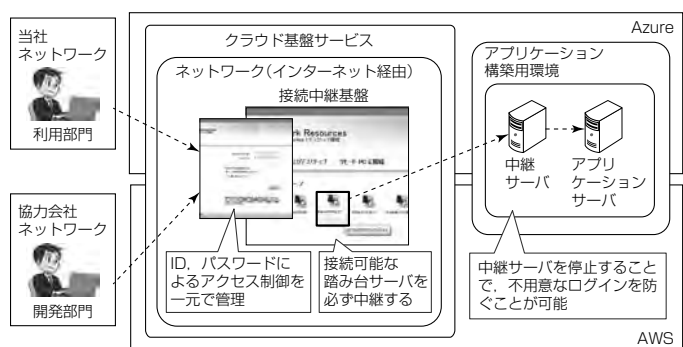 当社
ネットワーク
利用部門
協力会社
ネットワーク
開発部門
Azure
クラウド基盤サービス
ネットワーク(インターネット経由)
接続中継基盤
rk Resources
ID，パスワードに
よるアクセス制御を
一元で管理
接続可能な
踏み台サーバを
必ず中継する
アプリケーション
構築用環境
中継
サーバ
アプリ
ケーション
サーバ
中継サーバを停止すること
で，不用意なログインを防
ぐことが可能
AWS